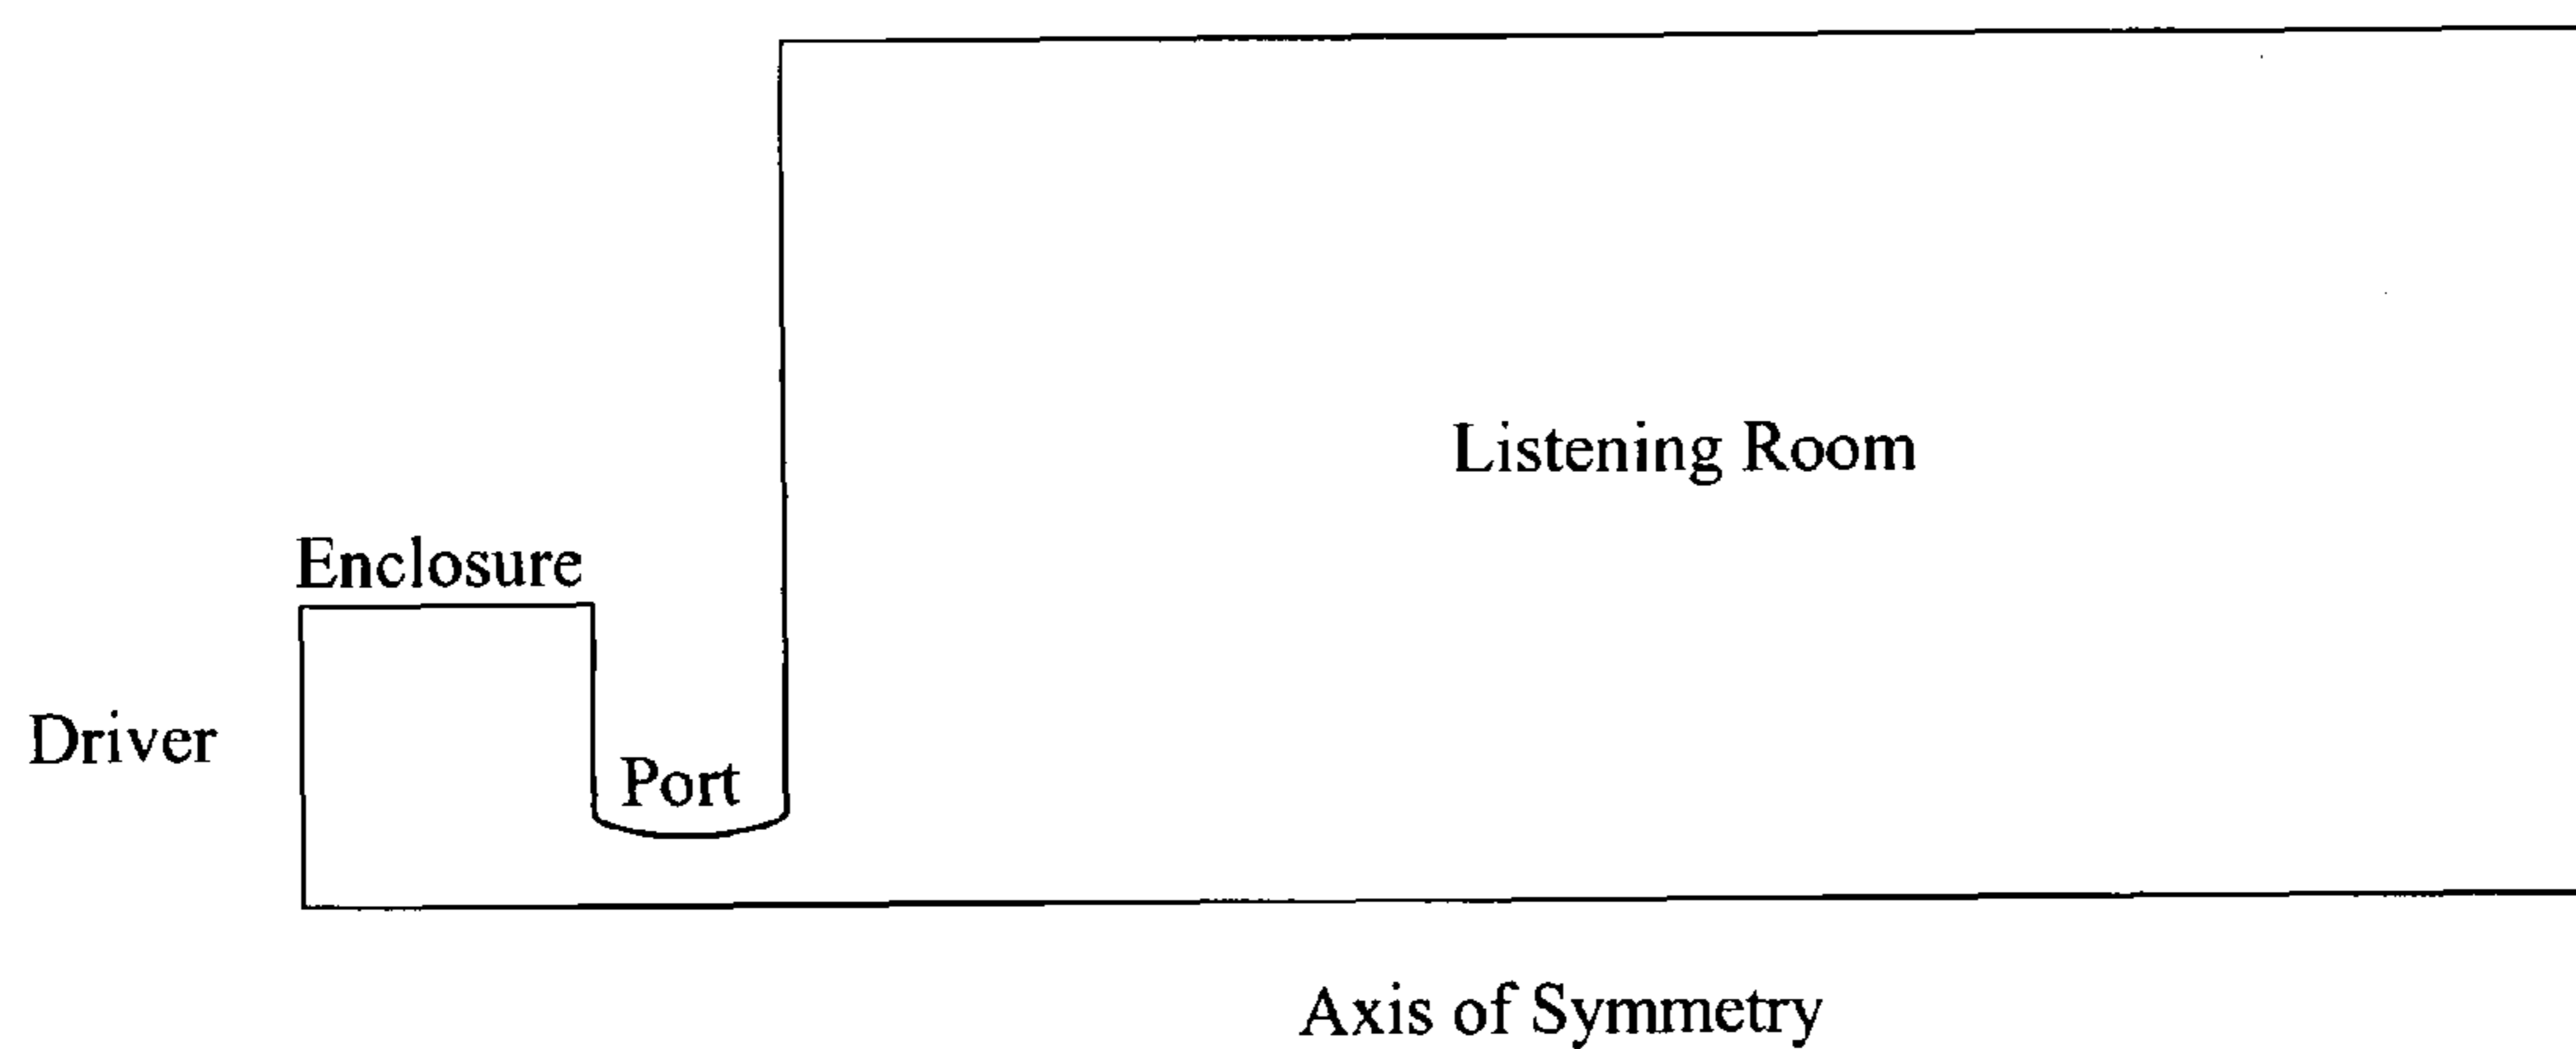 Listening Room
Enclosure
Driver
Port
Axis of Symmetry